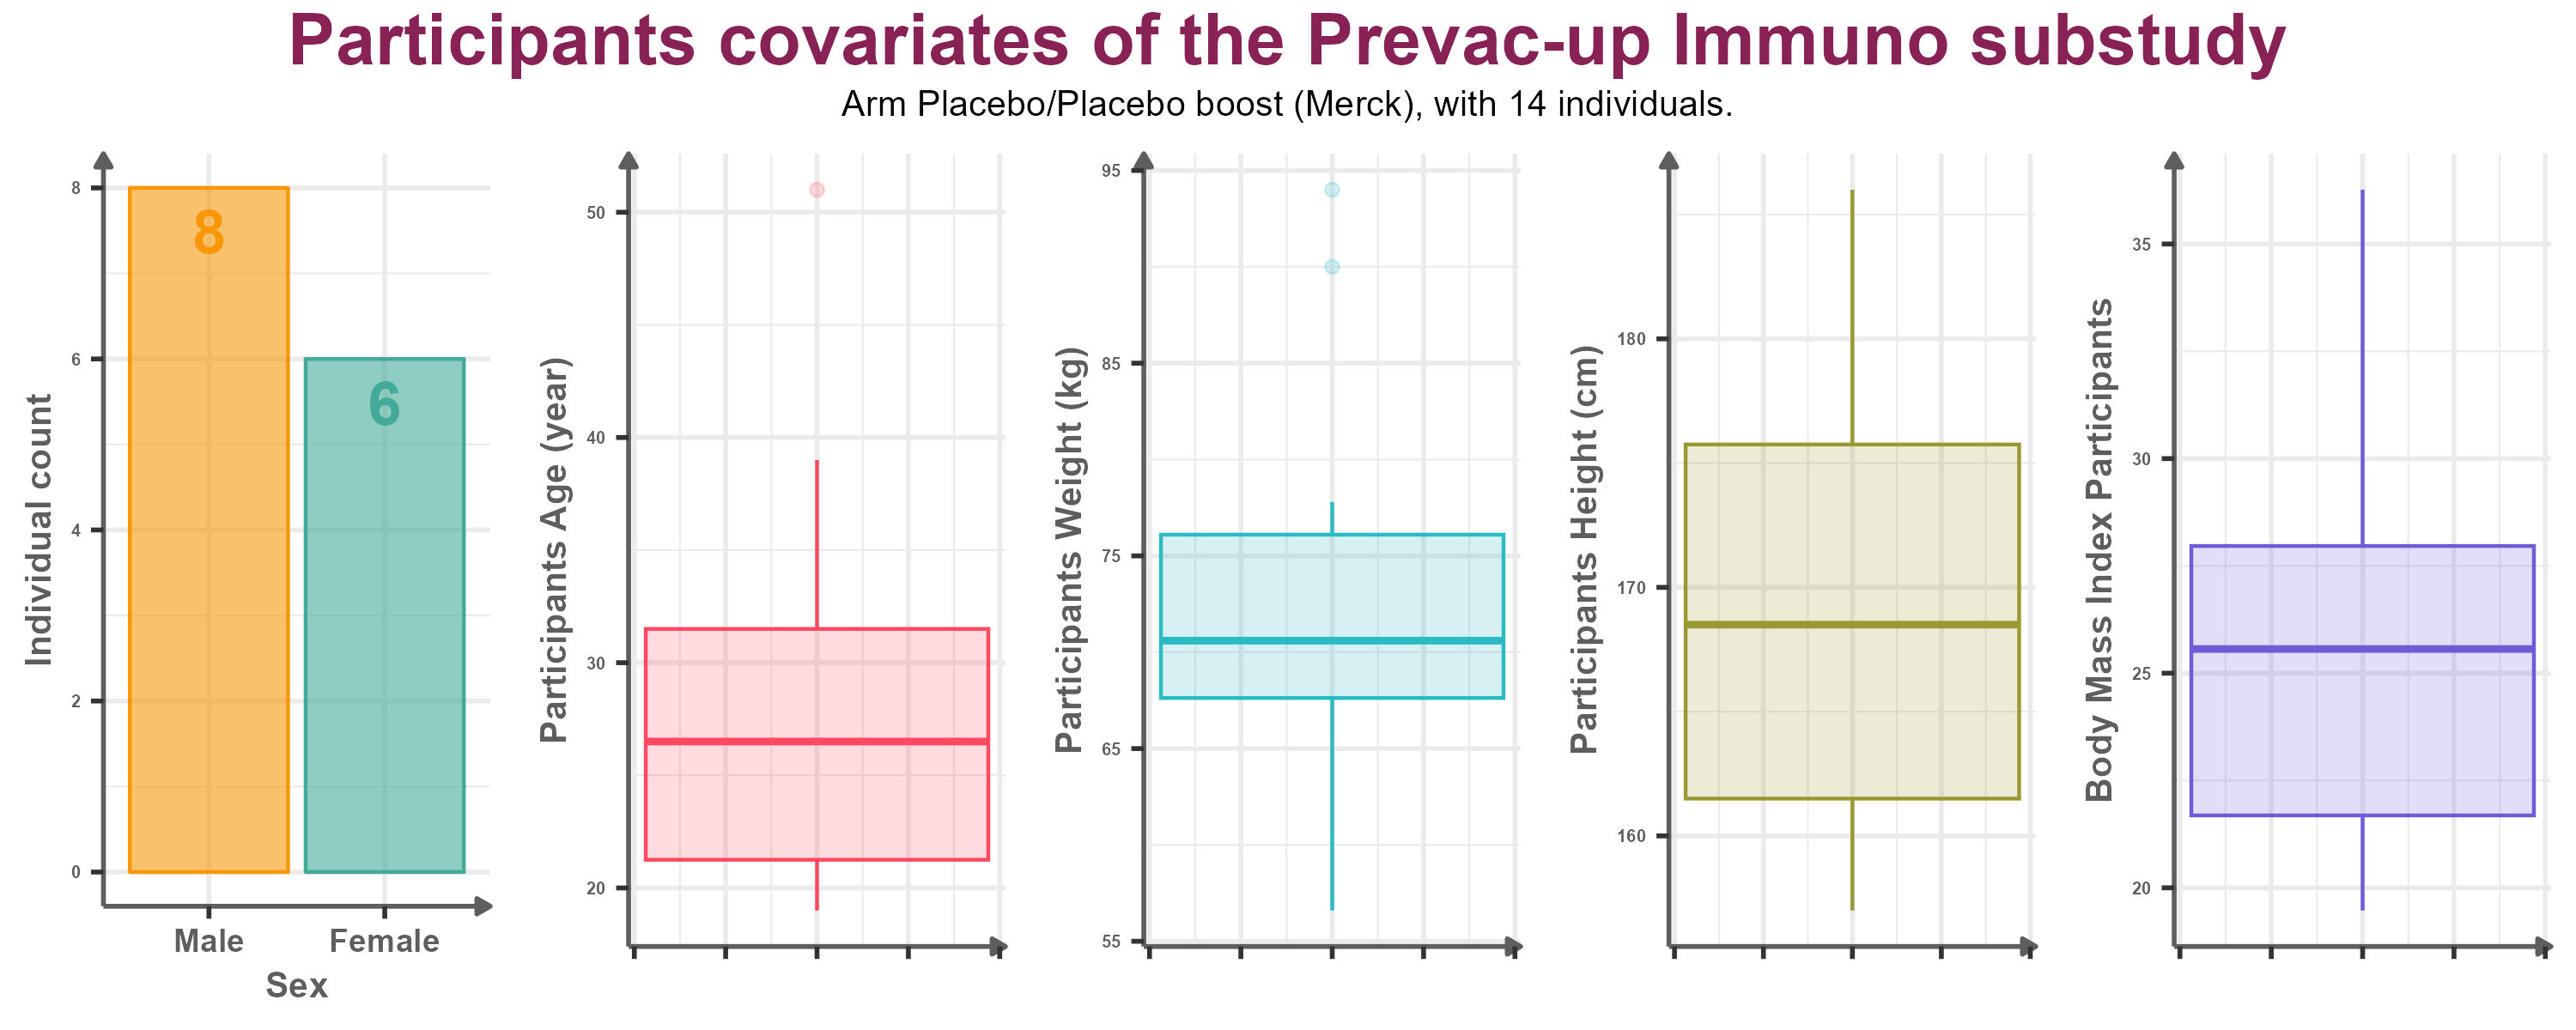 Participants covariates of the Prevac-up Immuno substudy
Arm Placebo/Placebo boost (Merck), with 14 individuals.
Individual count
8
6
4
2
0
8
6
Male
Female
Sex
Participants Age (year)
50
40
30
20
Participants Weight (kg)
95
85
75
65
55
Participants Height (cm)
180
170
160
Body Mass Index Participants
35
30
25
20